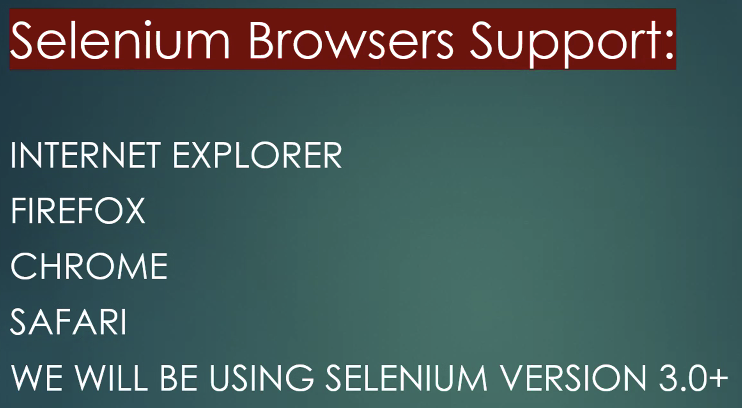 Selenium Browsers Support:
INTERNET EXPLORER
FIREFOX
CHROME
SAFARI
WE WILL BE USING SELENIUM VERSION 3.0+